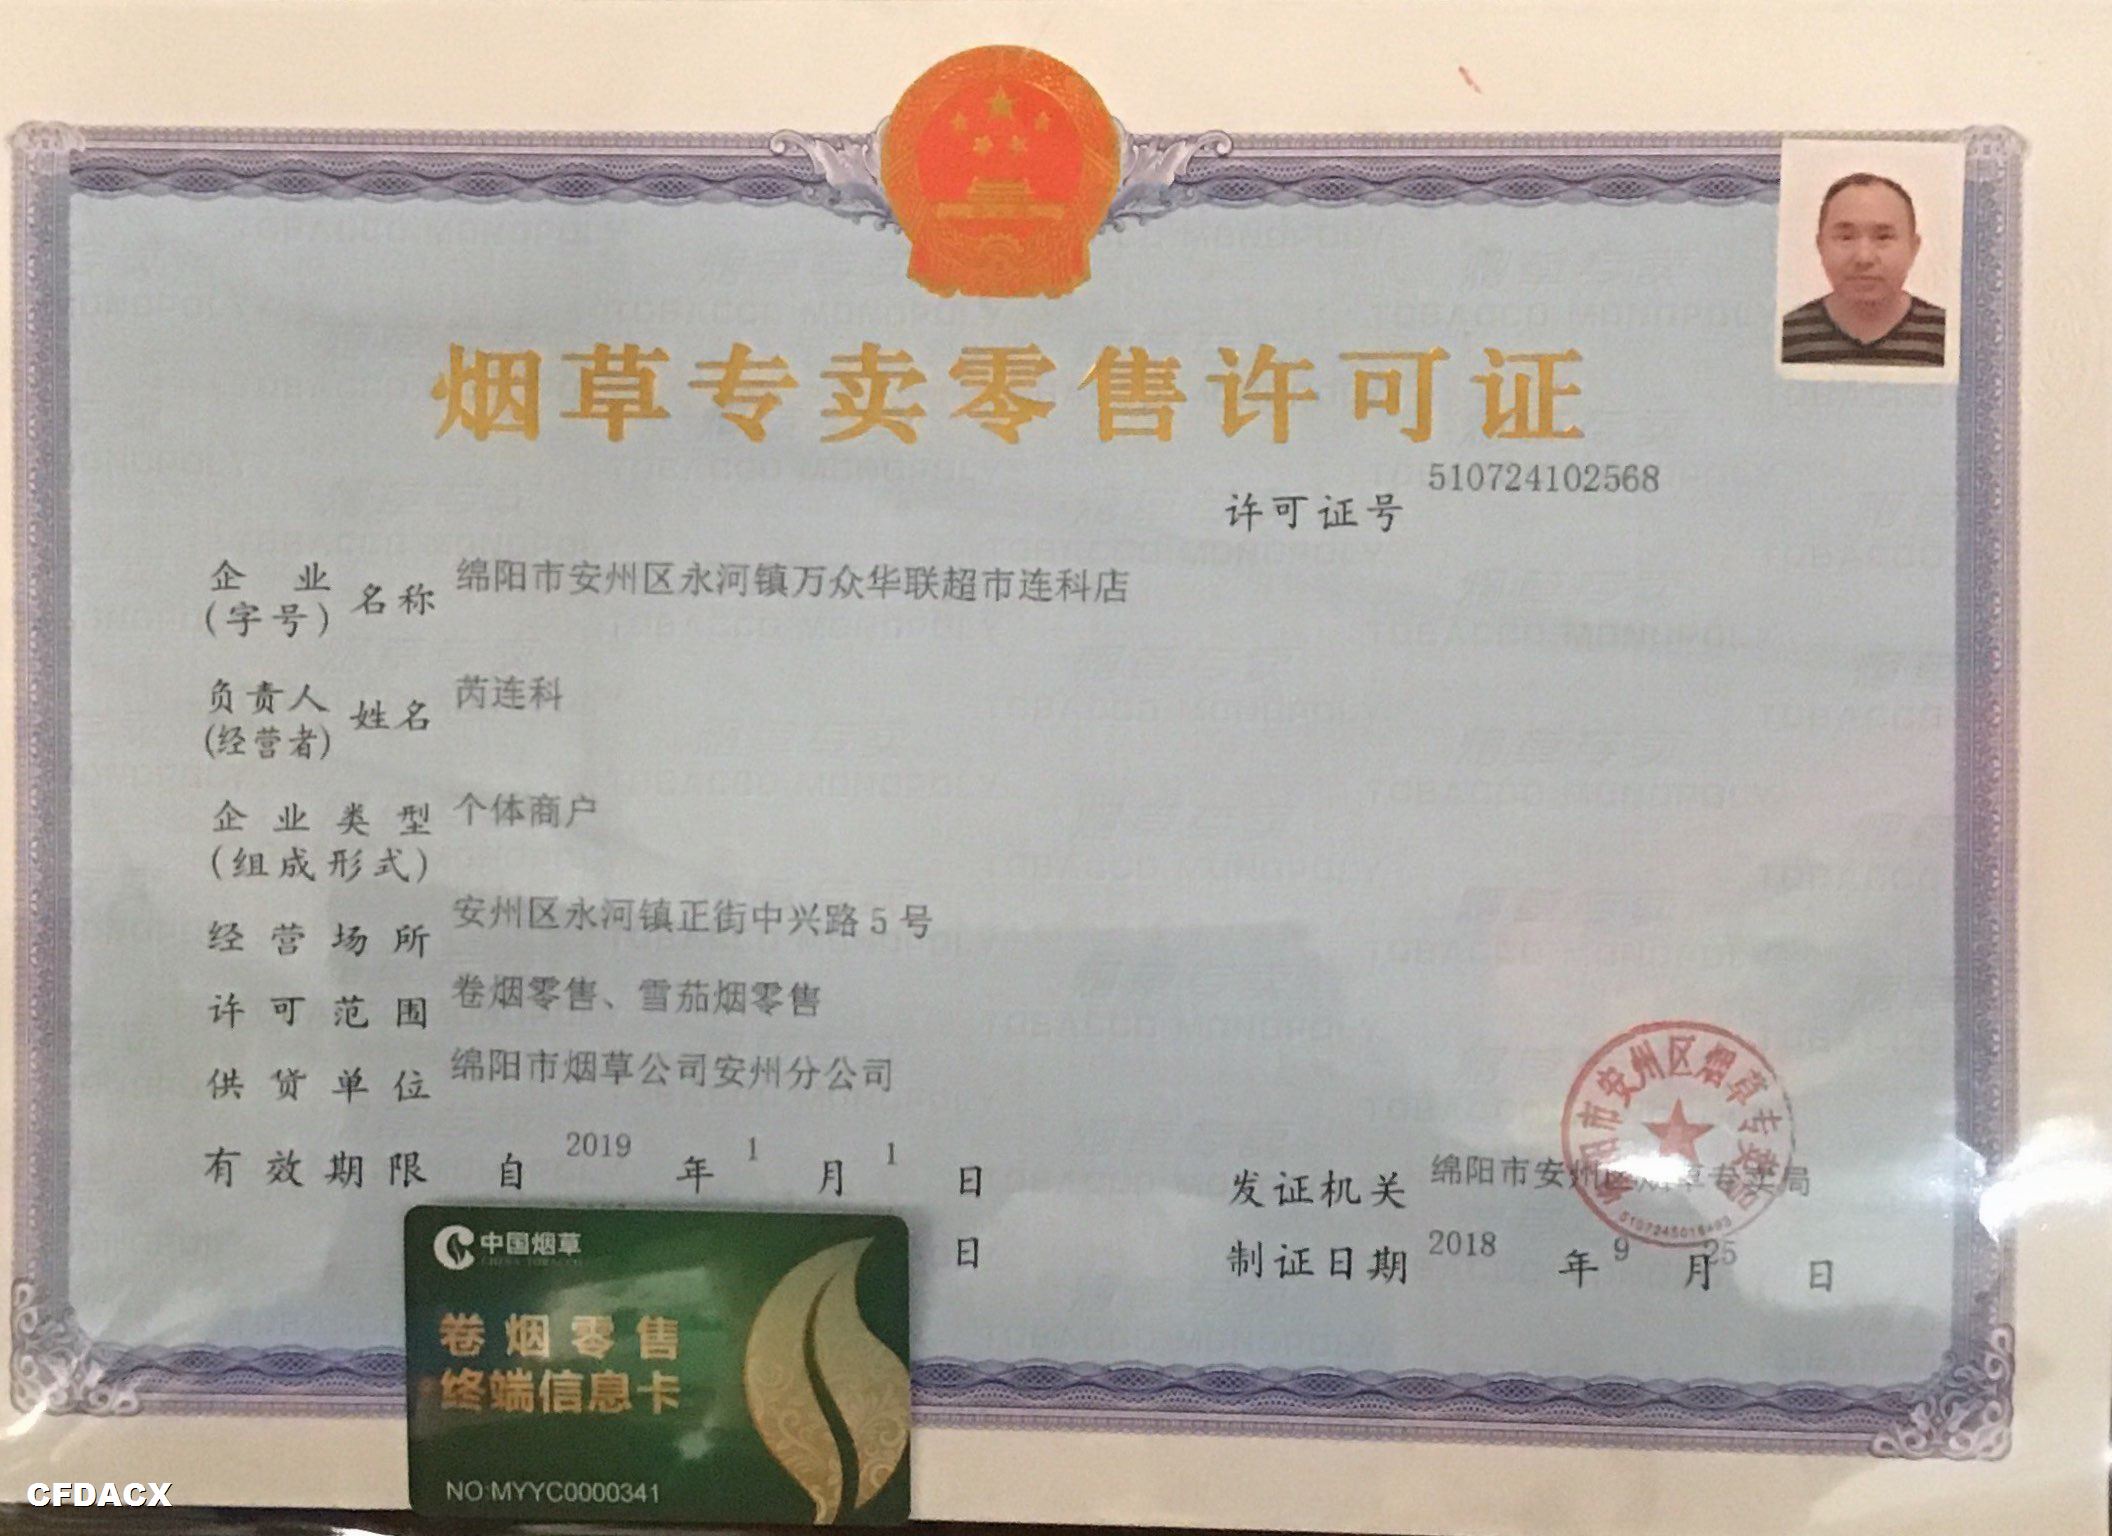 烟草专卖零售许可证
许可证号 510724102568
企业(字号)名称 绵阳市安州区永河镇万众华联超市连科店
负责人(经营者)姓名 芮连科
企业类型(组成形式) 个体商户
经营场所 安州区永河镇正街中兴路5号
许可范围 卷烟零售、雪茄烟零售
供货单位 绵阳市烟草公司安州分公司
有效期限 自 2019 年 1 月 1 日
日
发证机关 绵阳市安州区烟草专卖局
制证日期 2018 年 9 月 25 日
中国烟草
CHINA TOBACCO
卷烟零售
终端信息卡
NO:MYYC0000341
CFDACX